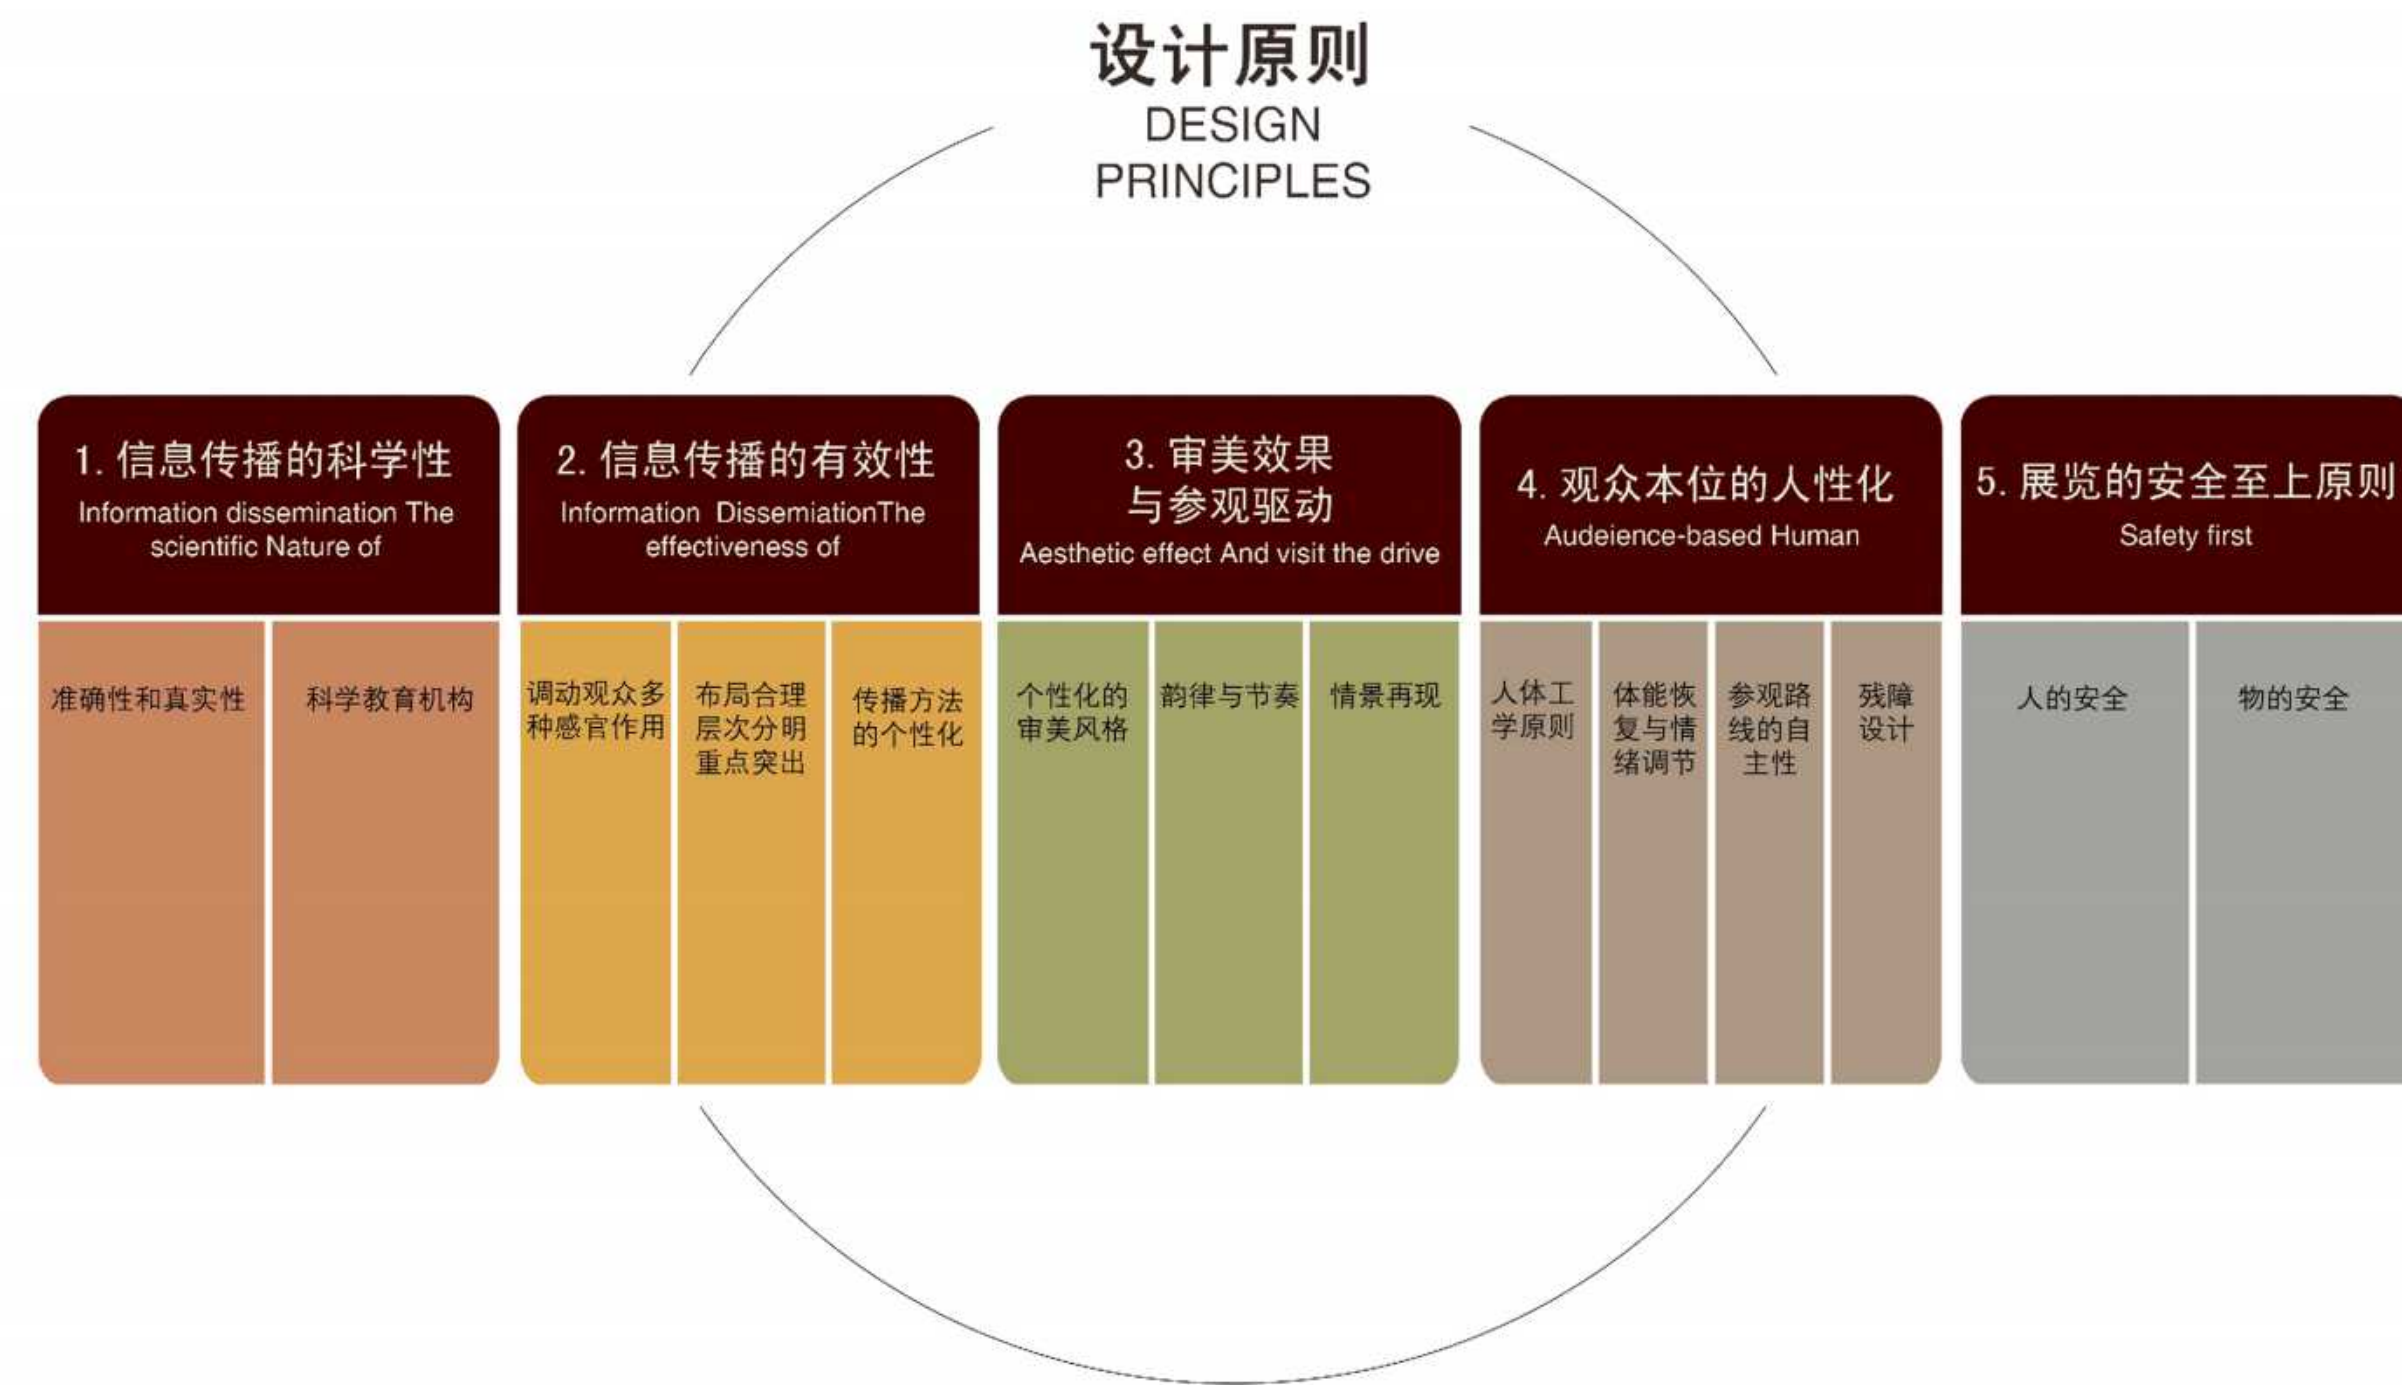 设计原则
DESIGN
PRINCIPLES
1. 信息传播的科学性
Information dissemination The
scientific Nature of
准确性和真实性
科学教育机构
2. 信息传播的有效性
Information DissemiationThe
effectiveness of
调动观众多
种感官作用
布局合理
层次分明
重点突出
传播方法
的个性化
3. 审美效果
与参观驱动
Aesthetic effect And visit the drive
个性化的
审美风格
韵律与节奏
情景再现
4. 观众本位的人性化
Audeience-based Human
人体工
学原则
体能恢
复与情
绪调节
参观路
线的自
主性
残障
设计
5. 展览的安全至上原则
Safety first
人的安全
物的安全